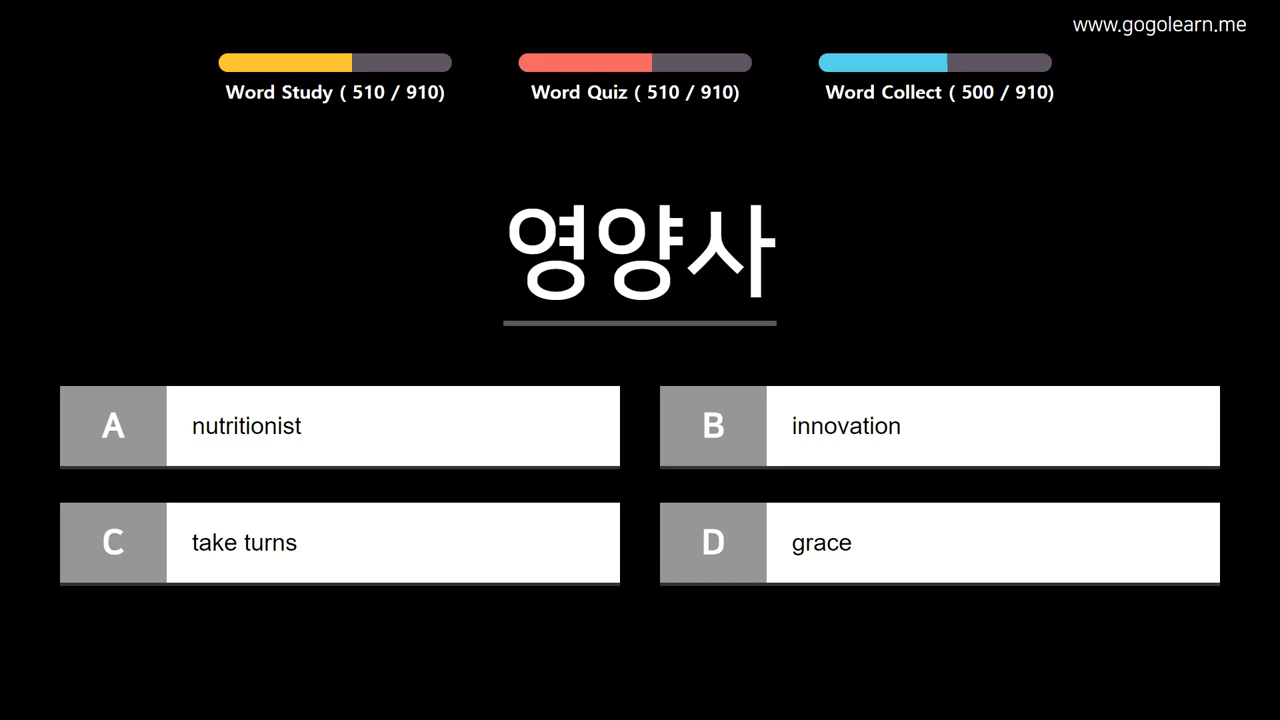 www.gogolearn.me
Word Study ( 510 / 910)
Word Quiz ( 510 / 910)
Word Collect ( 500 / 910)
영양사
A nutritionist
B innovation
C take turns
D grace